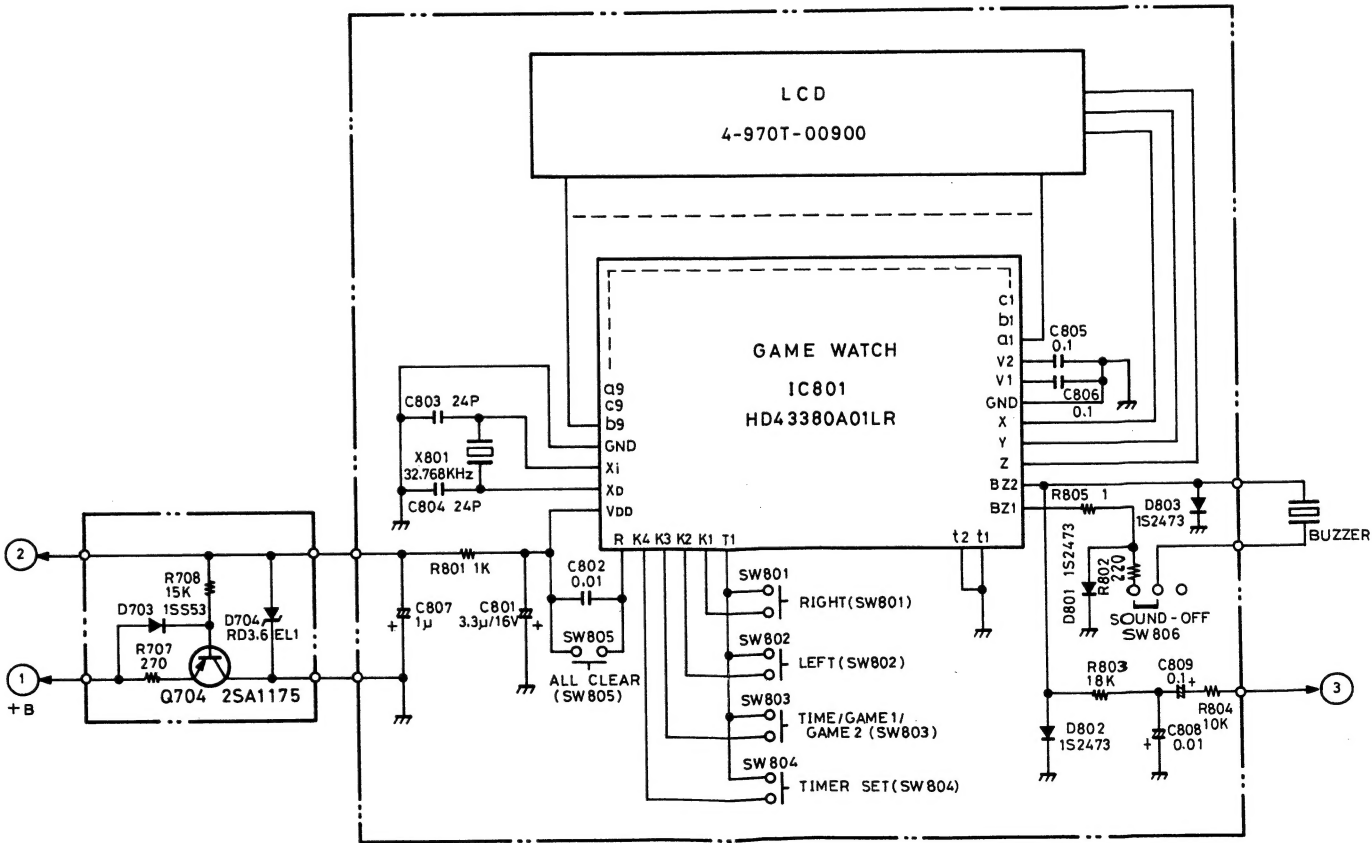 LCD
4-970T-00900
GAME WATCH
IC801
HD43380A01LR
c1
b1
a1
V2
V1
GND
X
Y
Z
BZ2
BZ1
a9
c9
b9
GND
Xi
XD
VDD
R K4 K3 K2 K1 T1
t2 t1
C805
0.1
C806
0.1
C803 24P
X801
32.768KHz
C804 24P
R805 1
D803
1S2473
BUZZER
D801 1S2473
R802
220
SOUND-OFF
SW806
2
R708
15K
D703 1SS53
D704
RD3.6 EL1
R707
270
1
+B
Q704 2SA1175
R801 1K
C802
0.01
C807
1μ
+
C801
3.3μ/16V
+
SW805
ALL CLEAR
(SW805)
SW801
RIGHT(SW801)
SW802
LEFT(SW802)
SW803
TIME/GAME1/
GAME2 (SW803)
SW804
TIMER SET(SW804)
R803
18K
C809
0.1
+
R804
10K
3
D802
1S2473
C808
0.01
+